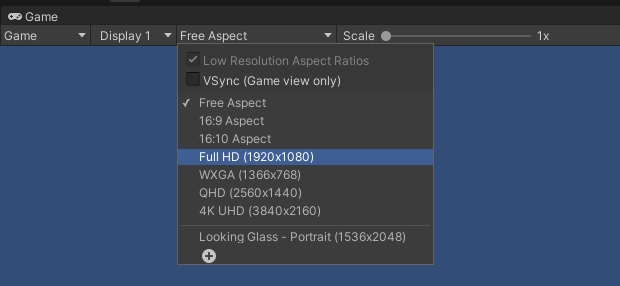 Game
Game Display 1 Free Aspect Scale 1x
Low Resolution Aspect Ratios
VSync (Game view only)
Free Aspect
16:9 Aspect
16:10 Aspect
Full HD (1920x1080)
WXGA (1366x768)
QHD (2560x1440)
4K UHD (3840x2160)
Looking Glass - Portrait (1536x2048)